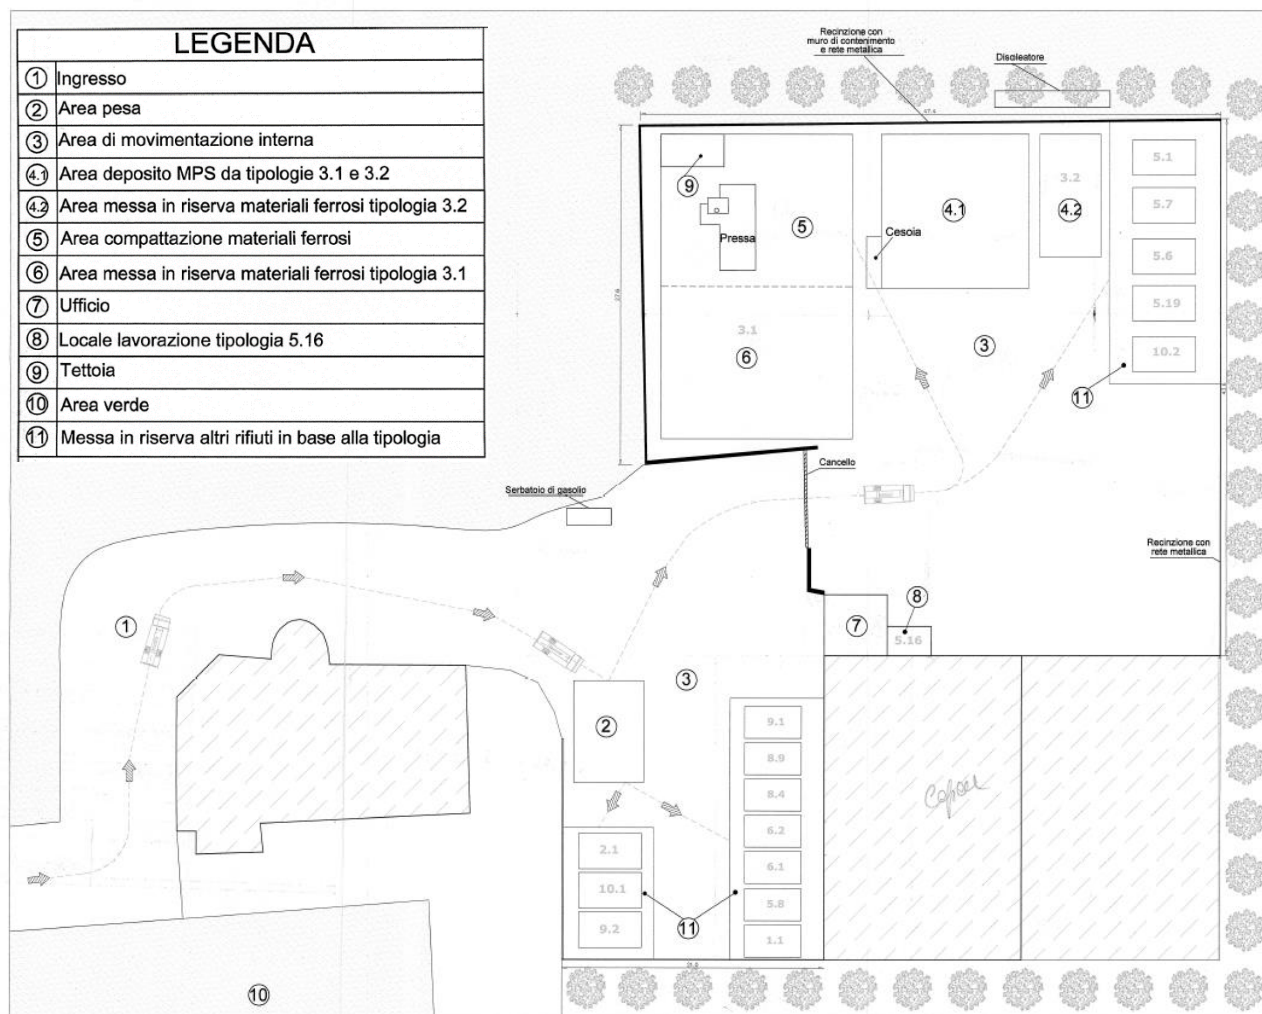 LEGENDA
1 Ingresso
2 Area pesa
3 Area di movimentazione interna
4.1 Area deposito MPS da tipologie 3.1 e 3.2
4.2 Area messa in riserva materiali ferrosi tipologia 3.2
5 Area compattazione materiali ferrosi
6 Area messa in riserva materiali ferrosi tipologia 3.1
7 Ufficio
8 Locale lavorazione tipologia 5.16
9 Tettoia
10 Area verde
11 Messa in riserva altri rifiuti in base alla tipologia
Recinzione con
muro di contenimento
e rete metallica
Disoleatore
47.4
5.1
9
3.2
5.7
4.1
4.2
5
Pressa
Cesoia
5.6
27.6
5.19
3.1
6
3
10.2
11
Cancello
Serbatoio di gasolio
Recinzione con
rete metallica
1
8
7
5.16
3
2
9.1
8.9
8.4
6.2
2.1
6.1
10.1
5.8
9.2
11
1.1
10